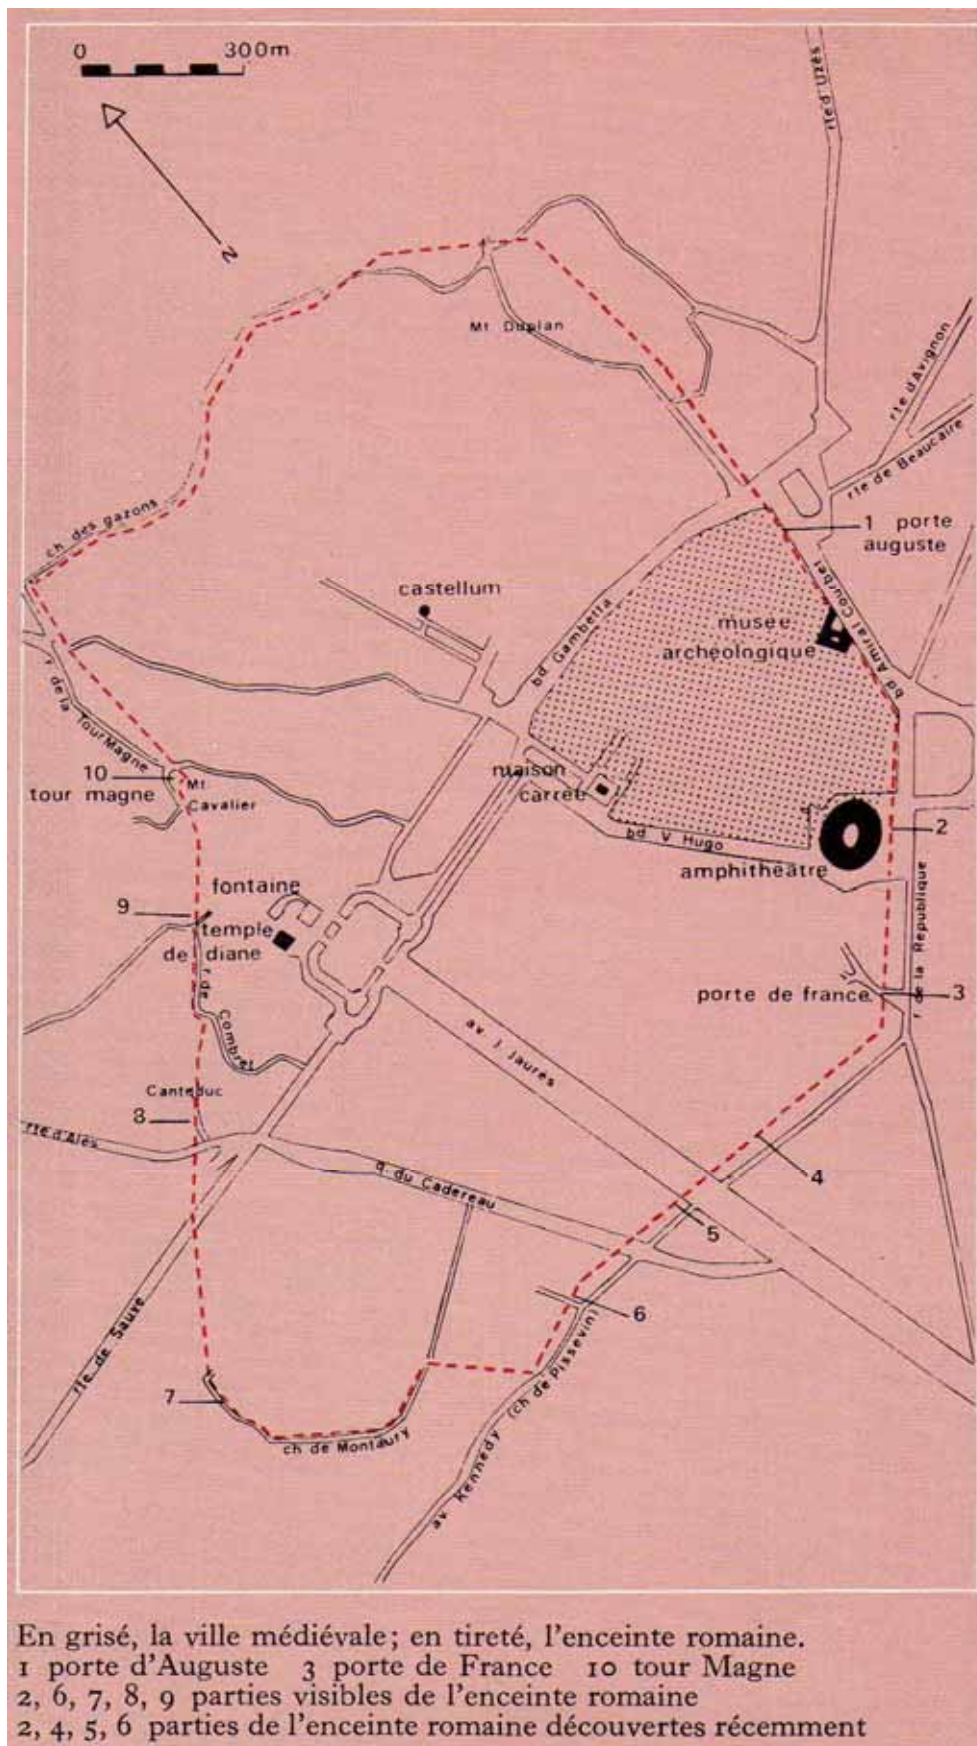 0 300m
N
rte d'Uzès
Mt. Duplan
rte d'Avignon
rte de Beaucaire
ch des gazons
1 porte
auguste
castellum
bd Gambetta
musée
archéologique
bd Amiral Courbet
r de la Tour Magne
10
tour magne
Mt.
Cavalier
maison
carrée
bd V Hugo
2
amphithéâtre
fontaine
9
temple
de diane
r. de Combret
r de la République
porte de france
3
av. J. Jaurès
Canteduc
8
rte d'Alès
q. du Cadereau
4
5
6
rte de Sauve
7
ch de Montaury
av. Kennedy (ch de Pissevin)
En grisé, la ville médiévale; en tireté, l'enceinte romaine.
1 porte d'Auguste 3 porte de France 10 tour Magne
2, 6, 7, 8, 9 parties visibles de l'enceinte romaine
2, 4, 5, 6 parties de l'enceinte romaine découvertes récemment